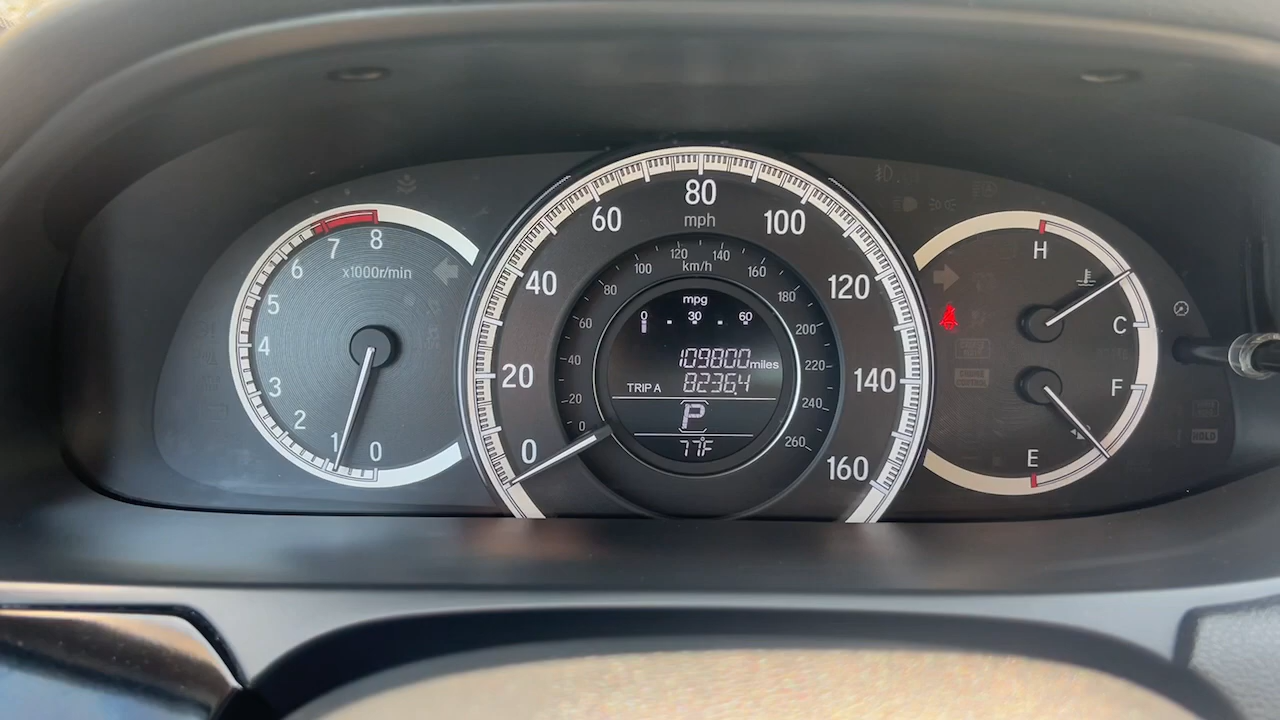 80
mph
60
100
40
120
20
140
0
160
120
140
km/h
100
160
80
180
60
200
40
220
20
240
0
260
mpg
0 30 60
109800 miles
TRIP A 8236.4
P
77°F
8
7
6
x1000r/min
5
4
3
2
1
0
H
C
F
E
HOLD